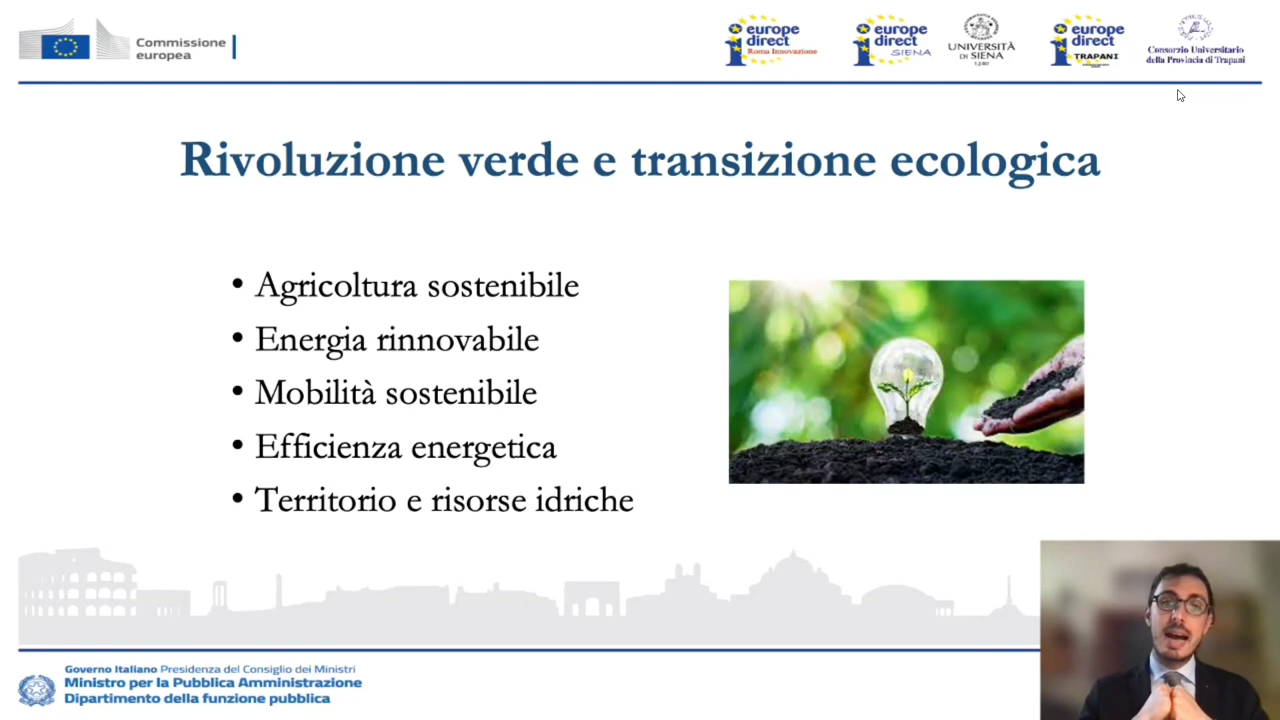 Commissione
europea
europe
direct
Roma Innovazione
europe
direct
SIENA
UNIVERSITÀ
DI SIENA
1240
europe
direct
TRAPANI
Consorzio Universitario
della Provincia di Trapani
Rivoluzione verde e transizione ecologica
• Agricoltura sostenibile
• Energia rinnovabile
• Mobilità sostenibile
• Efficienza energetica
• Territorio e risorse idriche
Governo Italiano Presidenza del Consiglio dei Ministri
Ministro per la Pubblica Amministrazione
Dipartimento della funzione pubblica